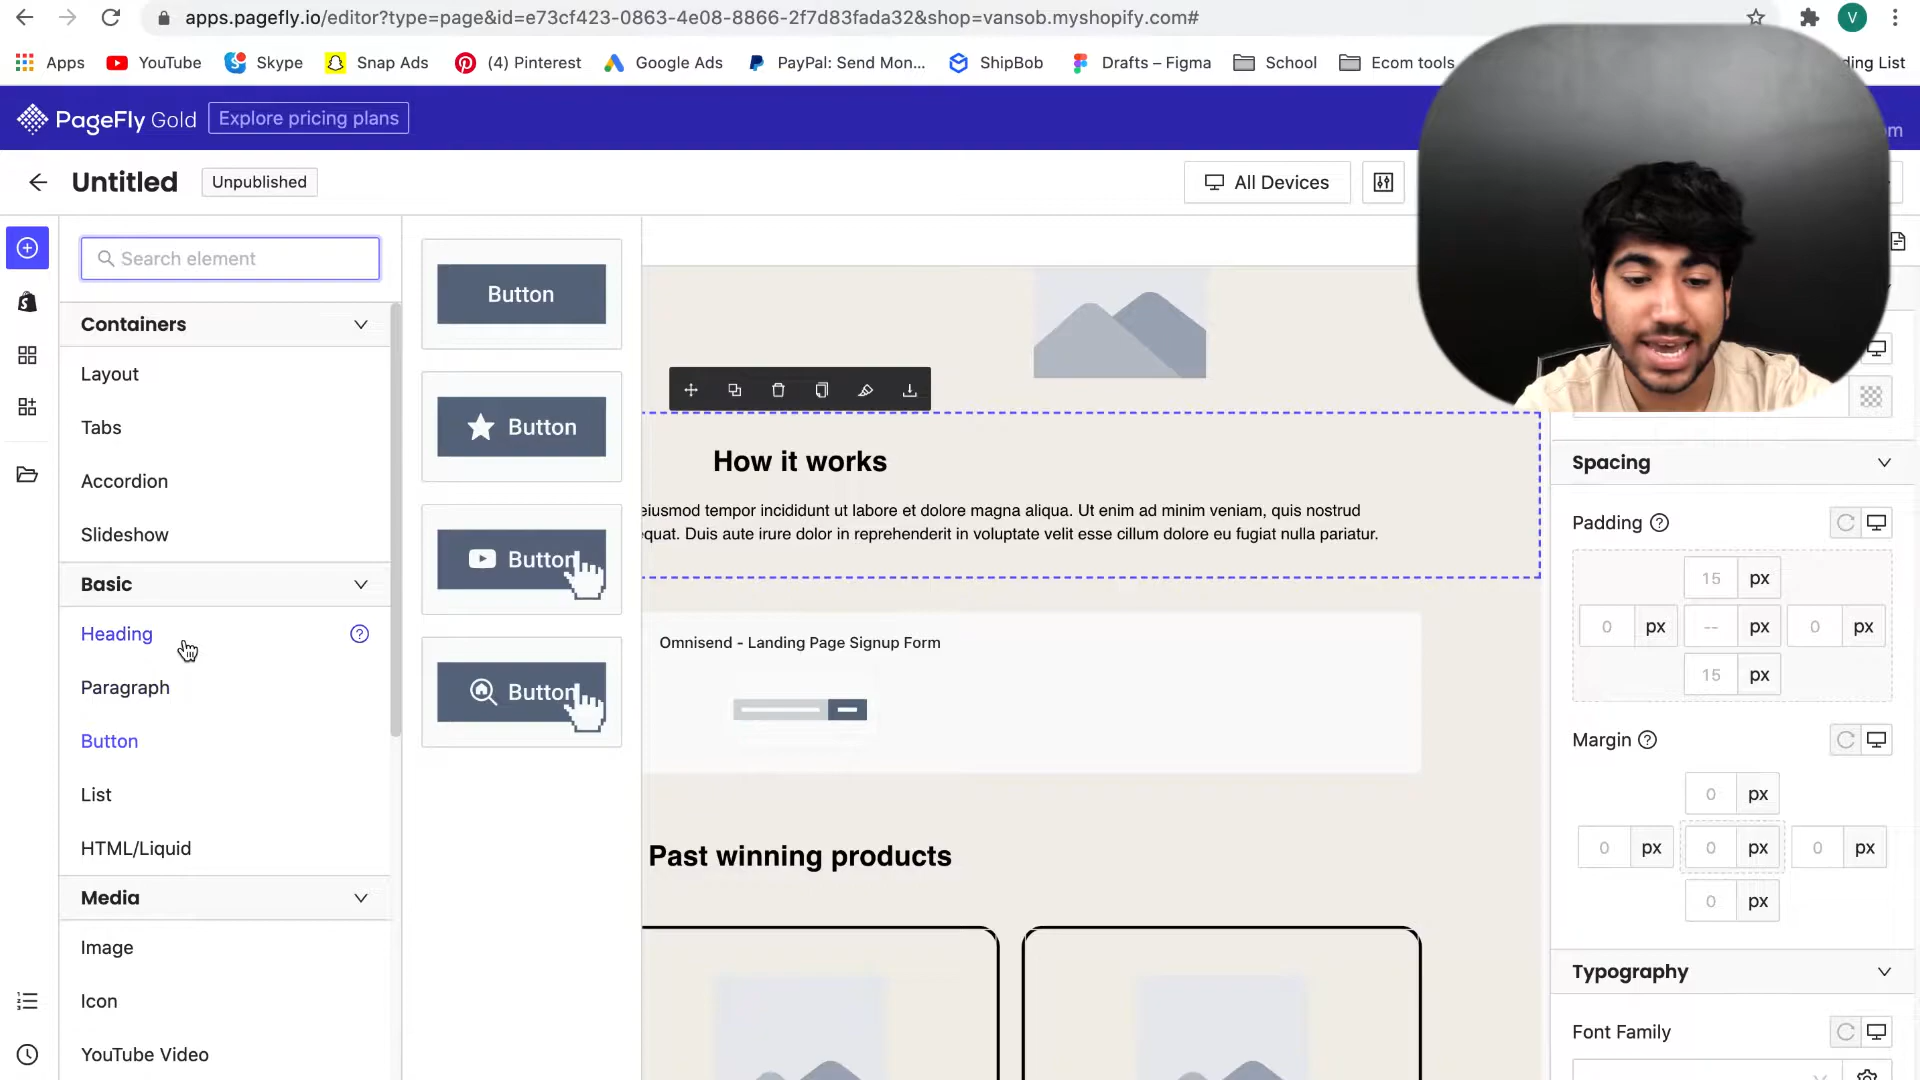 apps.pagefly.io/editor?type=page&id=e73cf423-0863-4e08-8866-2f7d83fada32&shop=vansob.myshopify.com#
V
Apps
YouTube
Skype
Snap Ads
(4) Pinterest
Google Ads
PayPal: Send Mon...
ShipBob
Drafts – Figma
School
Ecom tools
ding List
PageFly Gold
Explore pricing plans
om
Untitled
Unpublished
All Devices
Search element
Containers
Layout
Tabs
Accordion
Slideshow
Basic
Heading
Paragraph
Button
List
HTML/Liquid
Media
Image
Icon
YouTube Video
Button
Button
Button
Button
How it works
eiusmod tempor incididunt ut labore et dolore magna aliqua. Ut enim ad minim veniam, quis nostrud
quat. Duis aute irure dolor in reprehenderit in voluptate velit esse cillum dolore eu fugiat nulla pariatur.
Omnisend - Landing Page Signup Form
Past winning products
Spacing
Padding
15 px
0 px -- px 0 px
15 px
Margin
0 px
0 px 0 px 0 px
0 px
Typography
Font Family